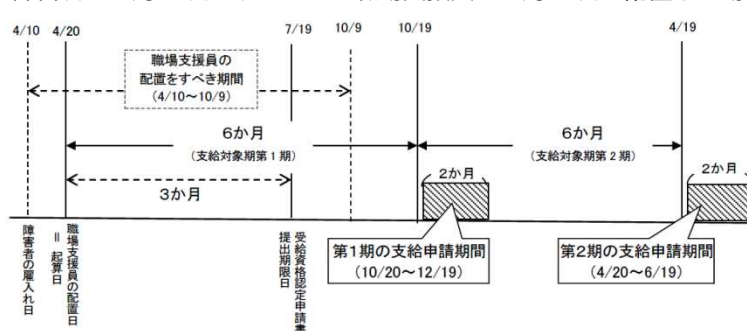 4/10
4/20
7/19
10/9
10/19
4/19
職場支援員の
配置をすべき期間
(4/10~10/9)
6か月
(支給対象期第1期)
6か月
(支給対象期第2期)
3か月
2か月
2か月
障害者の雇入れ日
職場支援員の配置日
=起算日
受給資格認定申請書
提出期限日
第1期の支給申請期間
(10/20~12/19)
第2期の支給申請期間
(4/20~6/19)